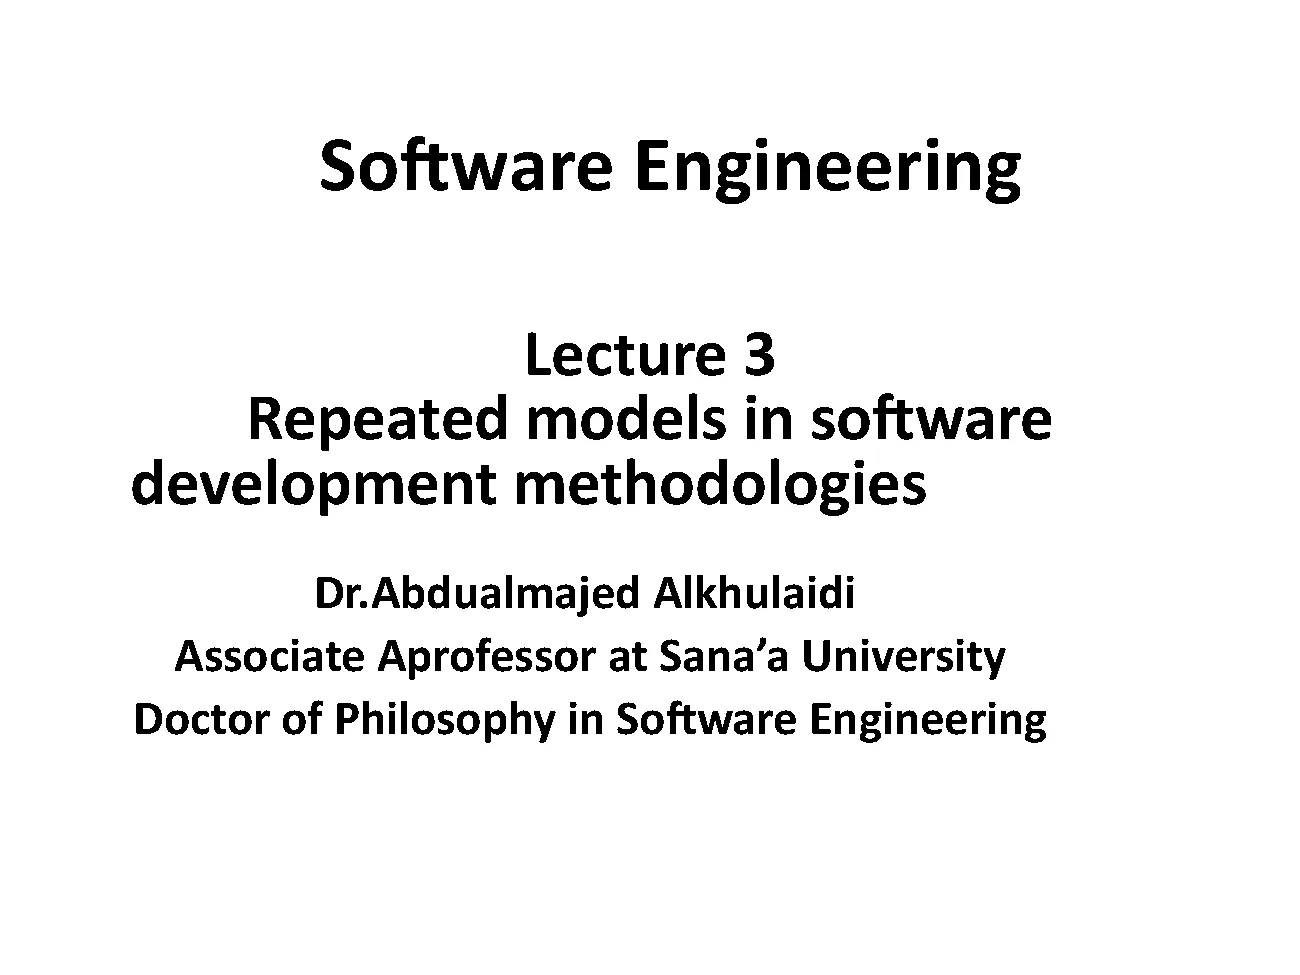 Software Engineering
Lecture 3
Repeated models in software
development methodologies
Dr.Abdualmajed Alkhulaidi
Associate Aprofessor at Sana’a University
Doctor of Philosophy in Software Engineering